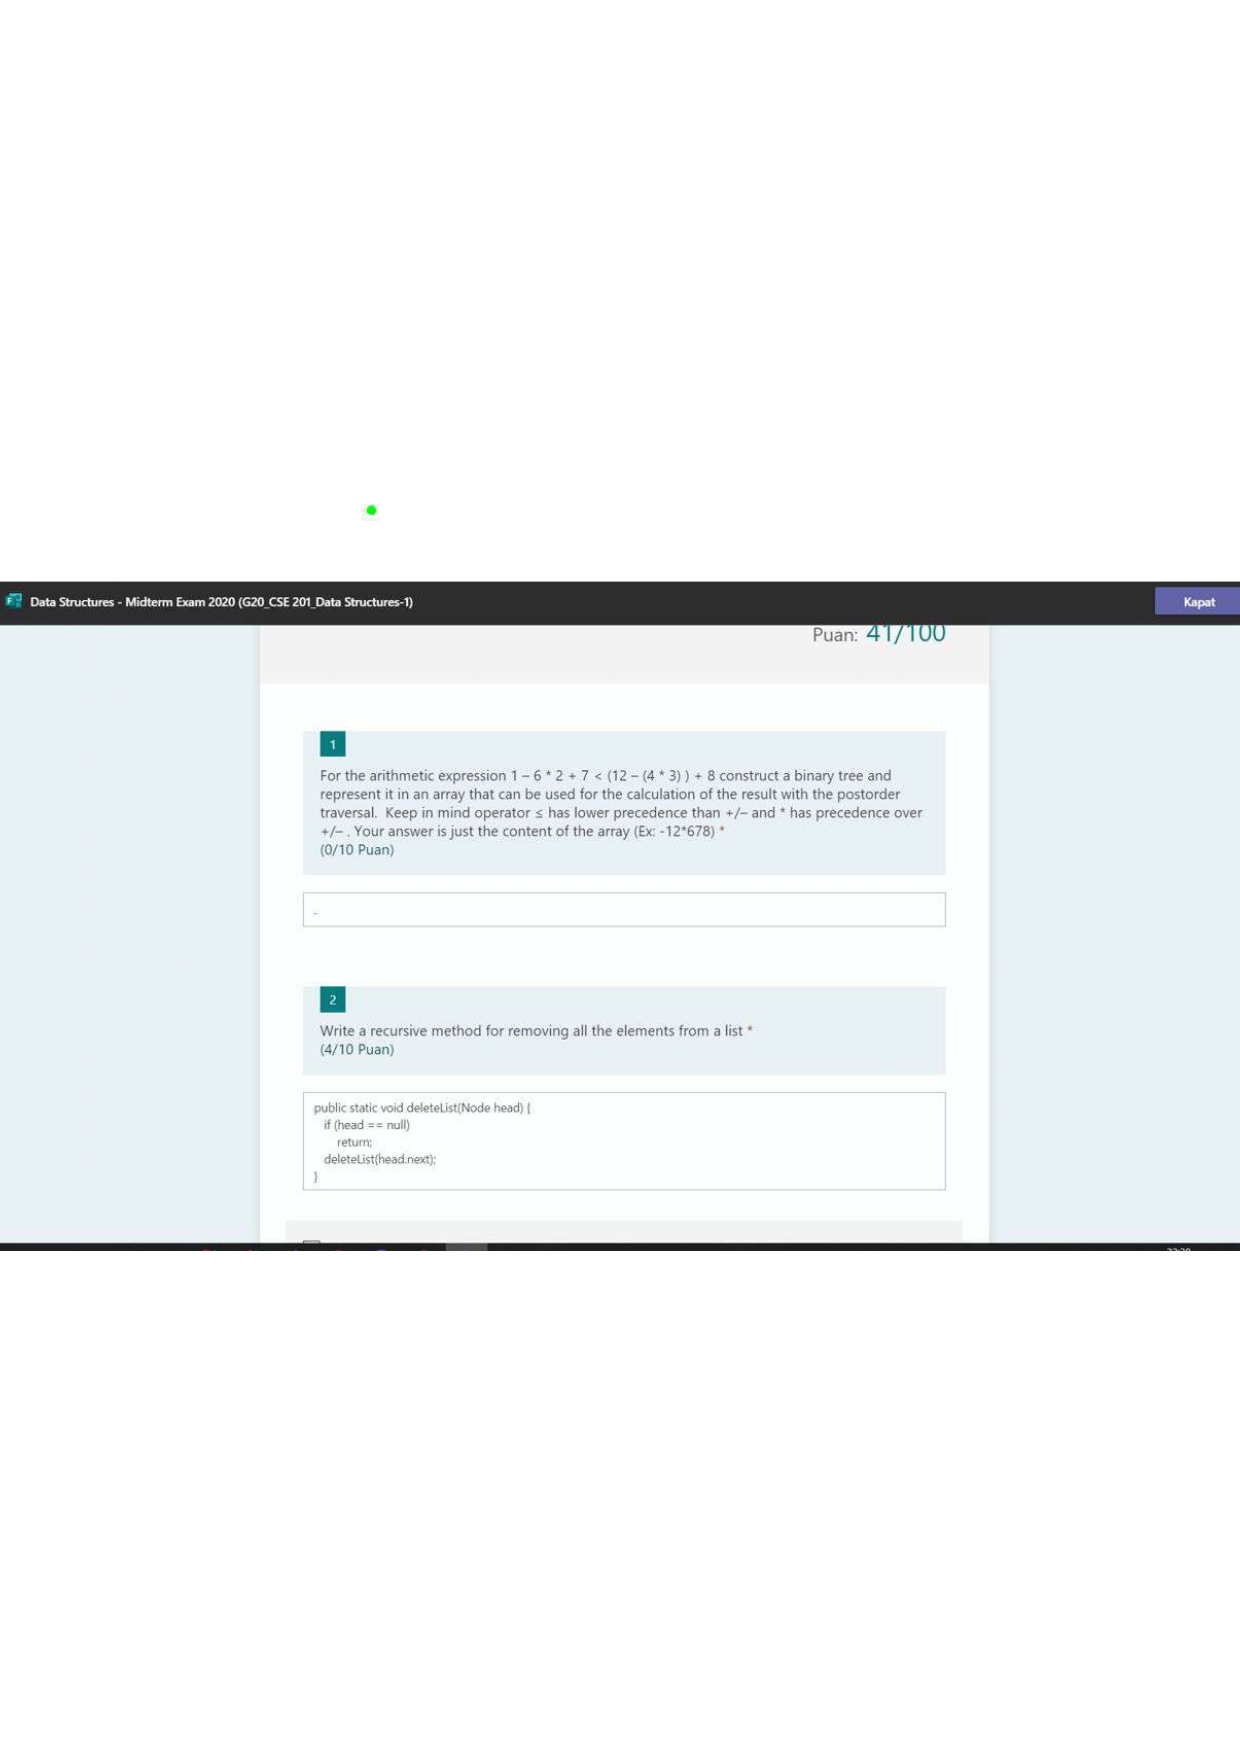 Data Structures - Midterm Exam 2020 (G20_CSE 201_Data Structures-1)
Kapat
Puan: 41/100
1
For the arithmetic expression 1 – 6 * 2 + 7 < (12 – (4 * 3) ) + 8 construct a binary tree and
represent it in an array that can be used for the calculation of the result with the postorder
traversal.  Keep in mind operator ≤ has lower precedence than +/– and * has precedence over
+/– . Your answer is just the content of the array (Ex: -12*678) *
(0/10 Puan)
.
2
Write a recursive method for removing all the elements from a list *
(4/10 Puan)
public static void deleteList(Node head) {
if (head == null)
return;
deleteList(head.next);
}